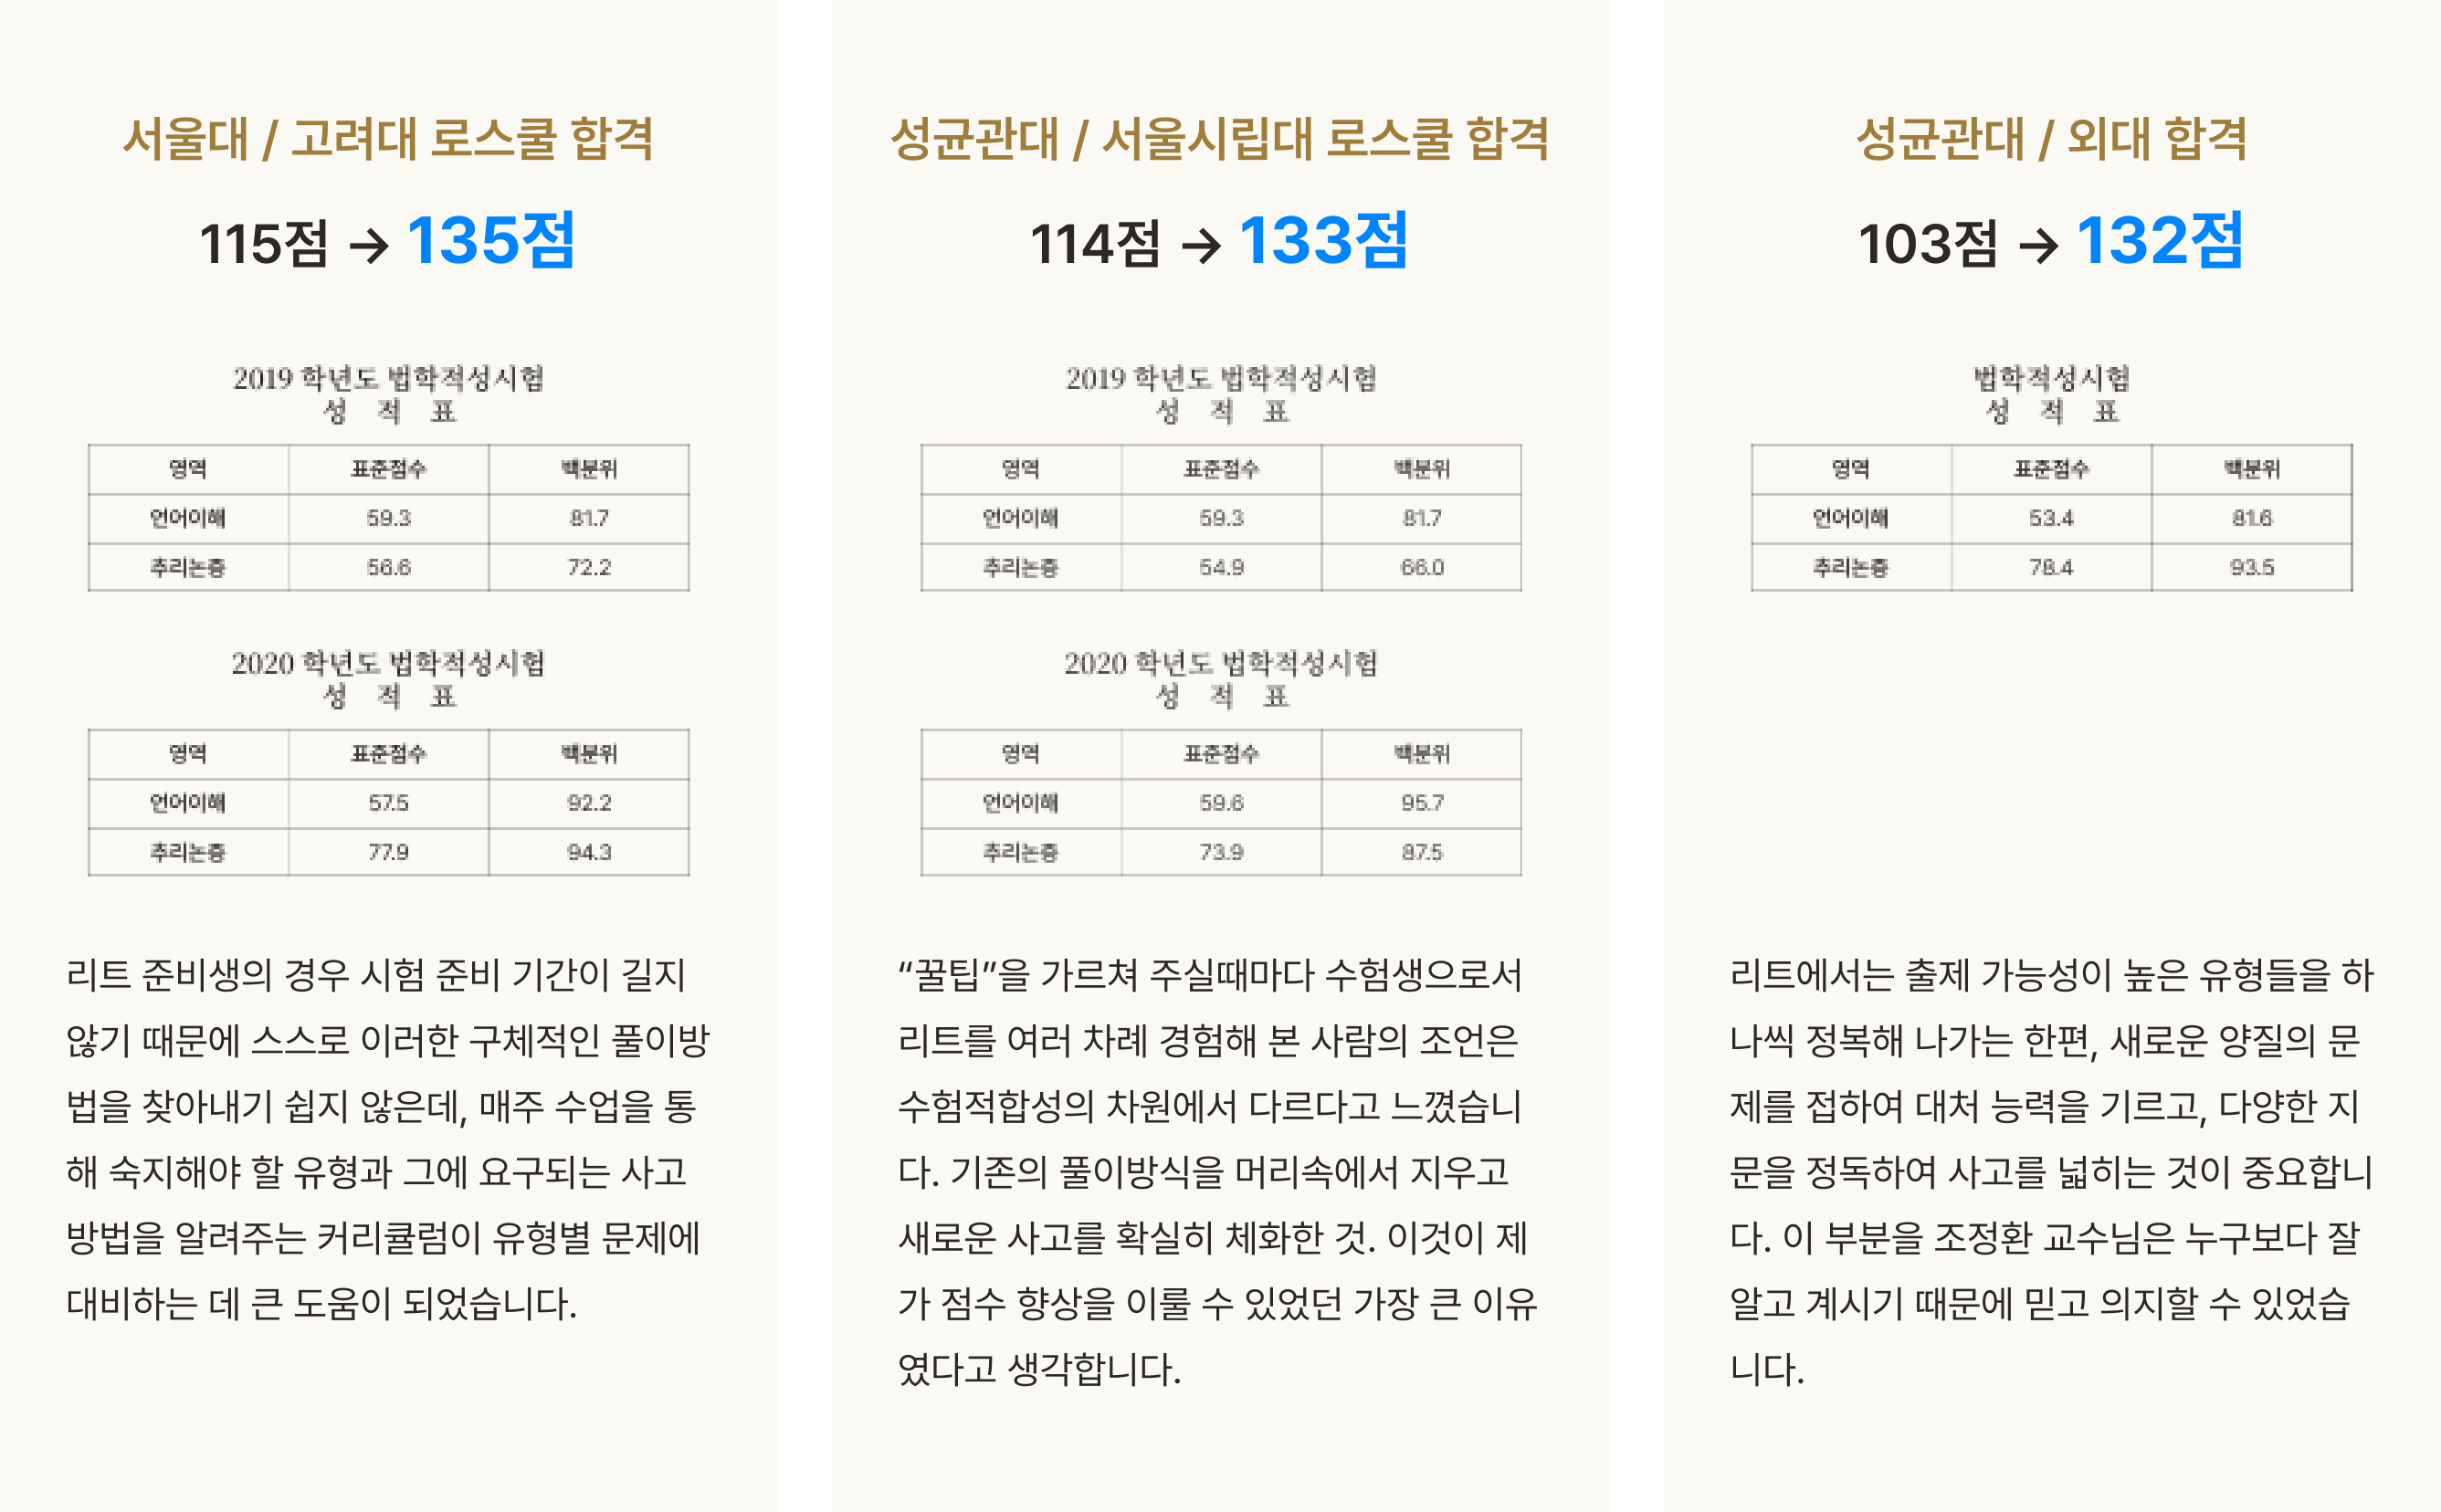 서울대 / 고려대 로스쿨 합격
115점 → 135점
2019 학년도 법학적성시험
성 적 표
영역 표준점수 백분위
언어이해 59.3 81.7
추리논증 56.6 72.2
2020 학년도 법학적성시험
성 적 표
영역 표준점수 백분위
언어이해 57.5 92.2
추리논증 77.9 94.3
리트 준비생의 경우 시험 준비 기간이 길지
않기 때문에 스스로 이러한 구체적인 풀이방
법을 찾아내기 쉽지 않은데, 매주 수업을 통
해 숙지해야 할 유형과 그에 요구되는 사고
방법을 알려주는 커리큘럼이 유형별 문제에
대비하는 데 큰 도움이 되었습니다.
성균관대 / 서울시립대 로스쿨 합격
114점 → 133점
2019 학년도 법학적성시험
성 적 표
영역 표준점수 백분위
언어이해 59.3 81.7
추리논증 54.9 66.0
2020 학년도 법학적성시험
성 적 표
영역 표준점수 백분위
언어이해 59.6 95.7
추리논증 73.9 87.5
“꿀팁”을 가르쳐 주실때마다 수험생으로서
리트를 여러 차례 경험해 본 사람의 조언은
수험적합성의 차원에서 다르다고 느꼈습니
다. 기존의 풀이방식을 머리속에서 지우고
새로운 사고를 확실히 체화한 것. 이것이 제
가 점수 향상을 이룰 수 있었던 가장 큰 이유
였다고 생각합니다.
성균관대 / 외대 합격
103점 → 132점
법학적성시험
성 적 표
영역 표준점수 백분위
언어이해 53.4 81.6
추리논증 78.4 93.5
리트에서는 출제 가능성이 높은 유형들을 하
나씩 정복해 나가는 한편, 새로운 양질의 문
제를 접하여 대처 능력을 기르고, 다양한 지
문을 정독하여 사고를 넓히는 것이 중요합니
다. 이 부분을 조정환 교수님은 누구보다 잘
알고 계시기 때문에 믿고 의지할 수 있었습
니다.